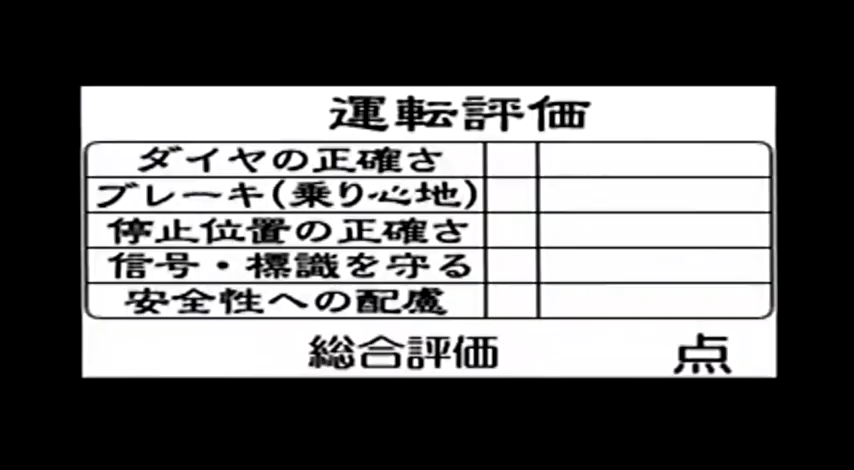 運転評価
ダイヤの正確さ
ブレーキ(乗り心地)
停止位置の正確さ
信号・標識を守る
安全性への配慮
総合評価 点